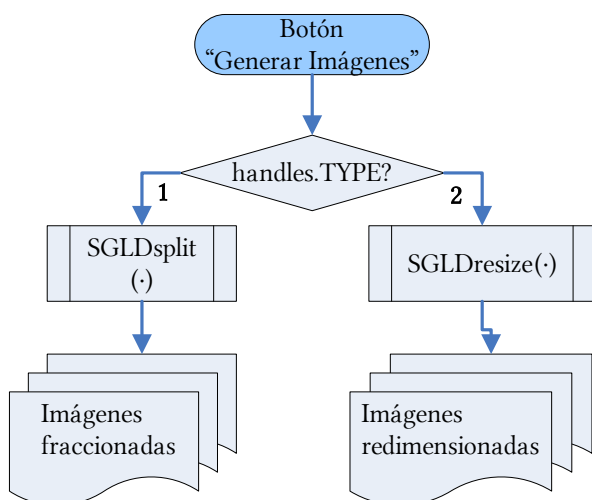 Botón
“Generar Imágenes”
handles.TYPE?
1
2
SGLDsplit
(·)
SGLDresize(·)
Imágenes
fraccionadas
Imágenes
redimensionadas